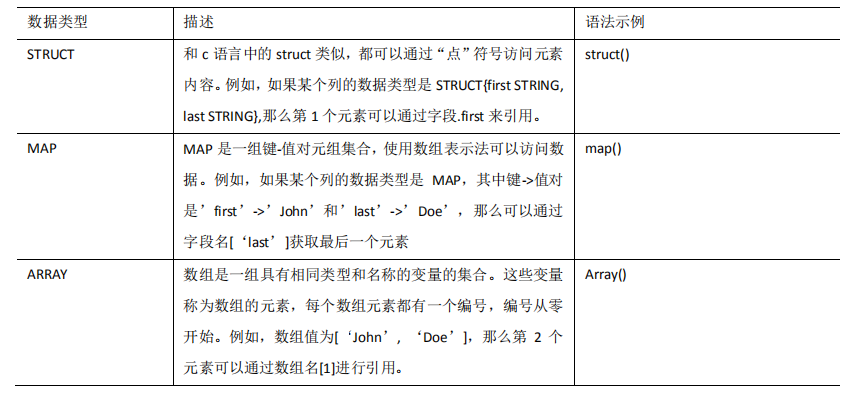 数据类型 描述 语法示例
STRUCT 和 c 语言中的 struct 类似，都可以通过“点”符号访问元素 struct()
内容。例如，如果某个列的数据类型是 STRUCT{first STRING,
last STRING},那么第 1 个元素可以通过字段.first 来引用。
MAP MAP 是一组键-值对元组集合，使用数组表示法可以访问数 map()
据。例如，如果某个列的数据类型是 MAP，其中键->值对
是’first’->’John’和’last’->’Doe’，那么可以通过
字段名[‘last’]获取最后一个元素
ARRAY 数组是一组具有相同类型和名称的变量的集合。这些变量 Array()
称为数组的元素，每个数组元素都有一个编号，编号从零
开始。例如，数组值为[‘John’, ‘Doe’]，那么第 2 个
元素可以通过数组名[1]进行引用。